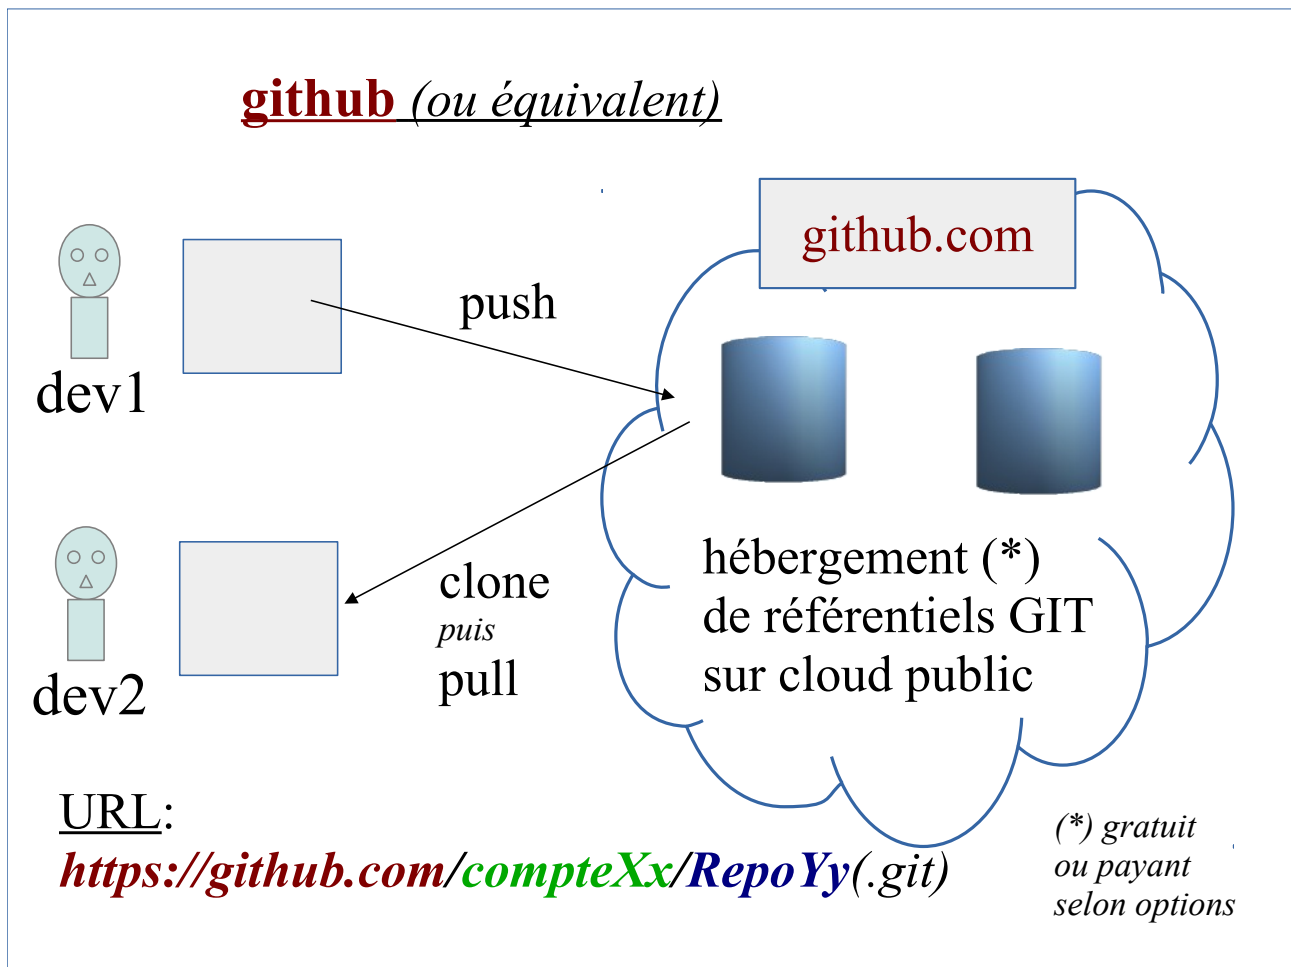 github (ou équivalent)
github.com
push
dev1
clone
puis
pull
dev2
hébergement (*)
de référentiels GIT
sur cloud public
URL:
https://github.com/compteXx/RepoYy(.git)
(*) gratuit
ou payant
selon options